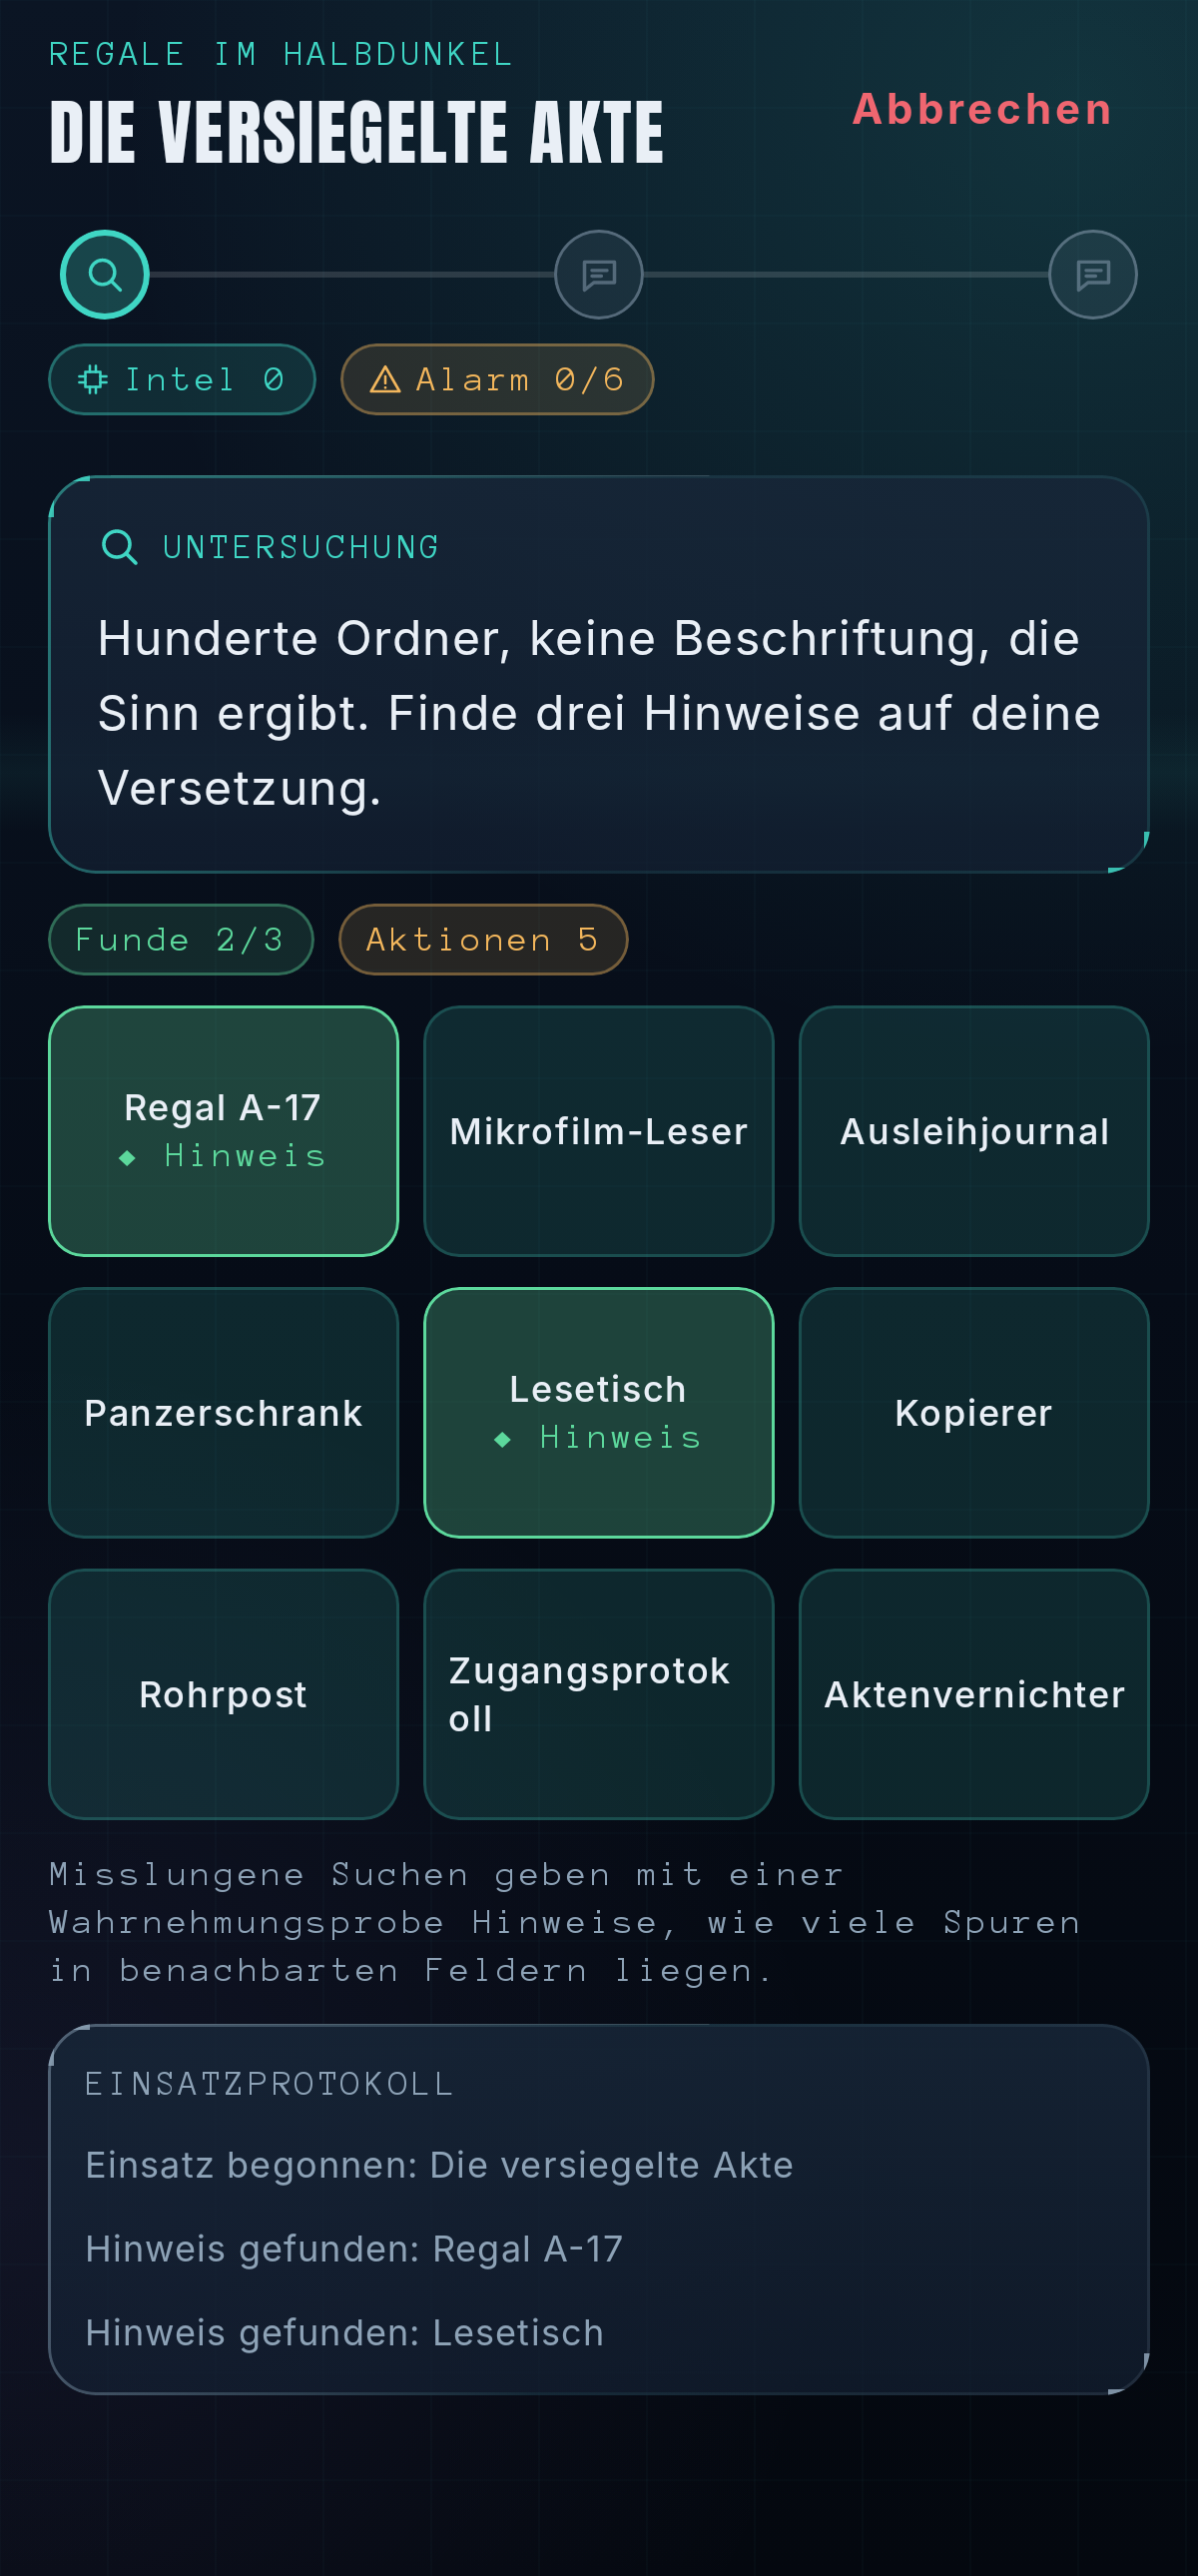 REGALE IM HALBDUNKEL
DIE VERSIEGELTE AKTE
Abbrechen
Intel 0
Alarm 0/6
UNTERSUCHUNG
Hunderte Ordner, keine Beschriftung, die
Sinn ergibt. Finde drei Hinweise auf deine
Versetzung.
Funde 2/3
Aktionen 5
Regal A-17
◆ Hinweis
Mikrofilm-Leser
Ausleihjournal
Panzerschrank
Lesetisch
◆ Hinweis
Kopierer
Rohrpost
Zugangsprotok
oll
Aktenvernichter
Misslungene Suchen geben mit einer
Wahrnehmungsprobe Hinweise, wie viele Spuren
in benachbarten Feldern liegen.
EINSATZPROTOKOLL
Einsatz begonnen: Die versiegelte Akte
Hinweis gefunden: Regal A-17
Hinweis gefunden: Lesetisch